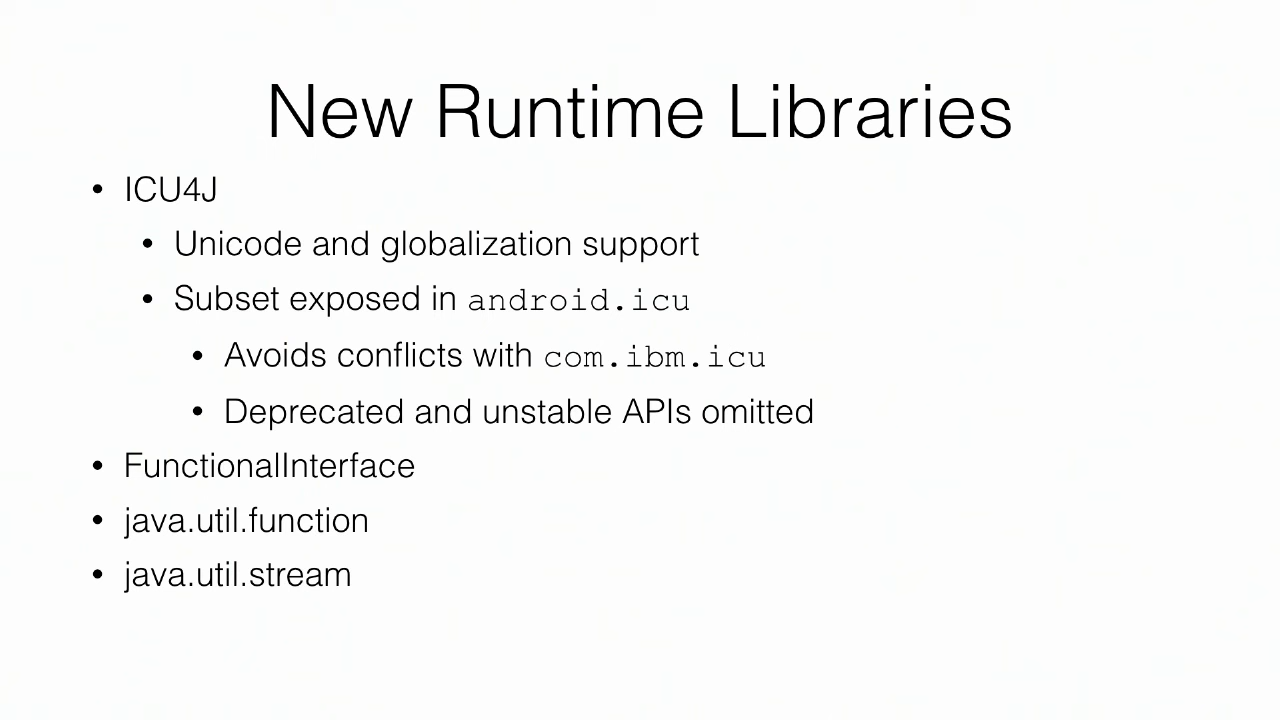 New Runtime Libraries
• ICU4J
• Unicode and globalization support
• Subset exposed in android.icu
• Avoids conflicts with com.ibm.icu
• Deprecated and unstable APIs omitted
• FunctionalInterface
• java.util.function
• java.util.stream